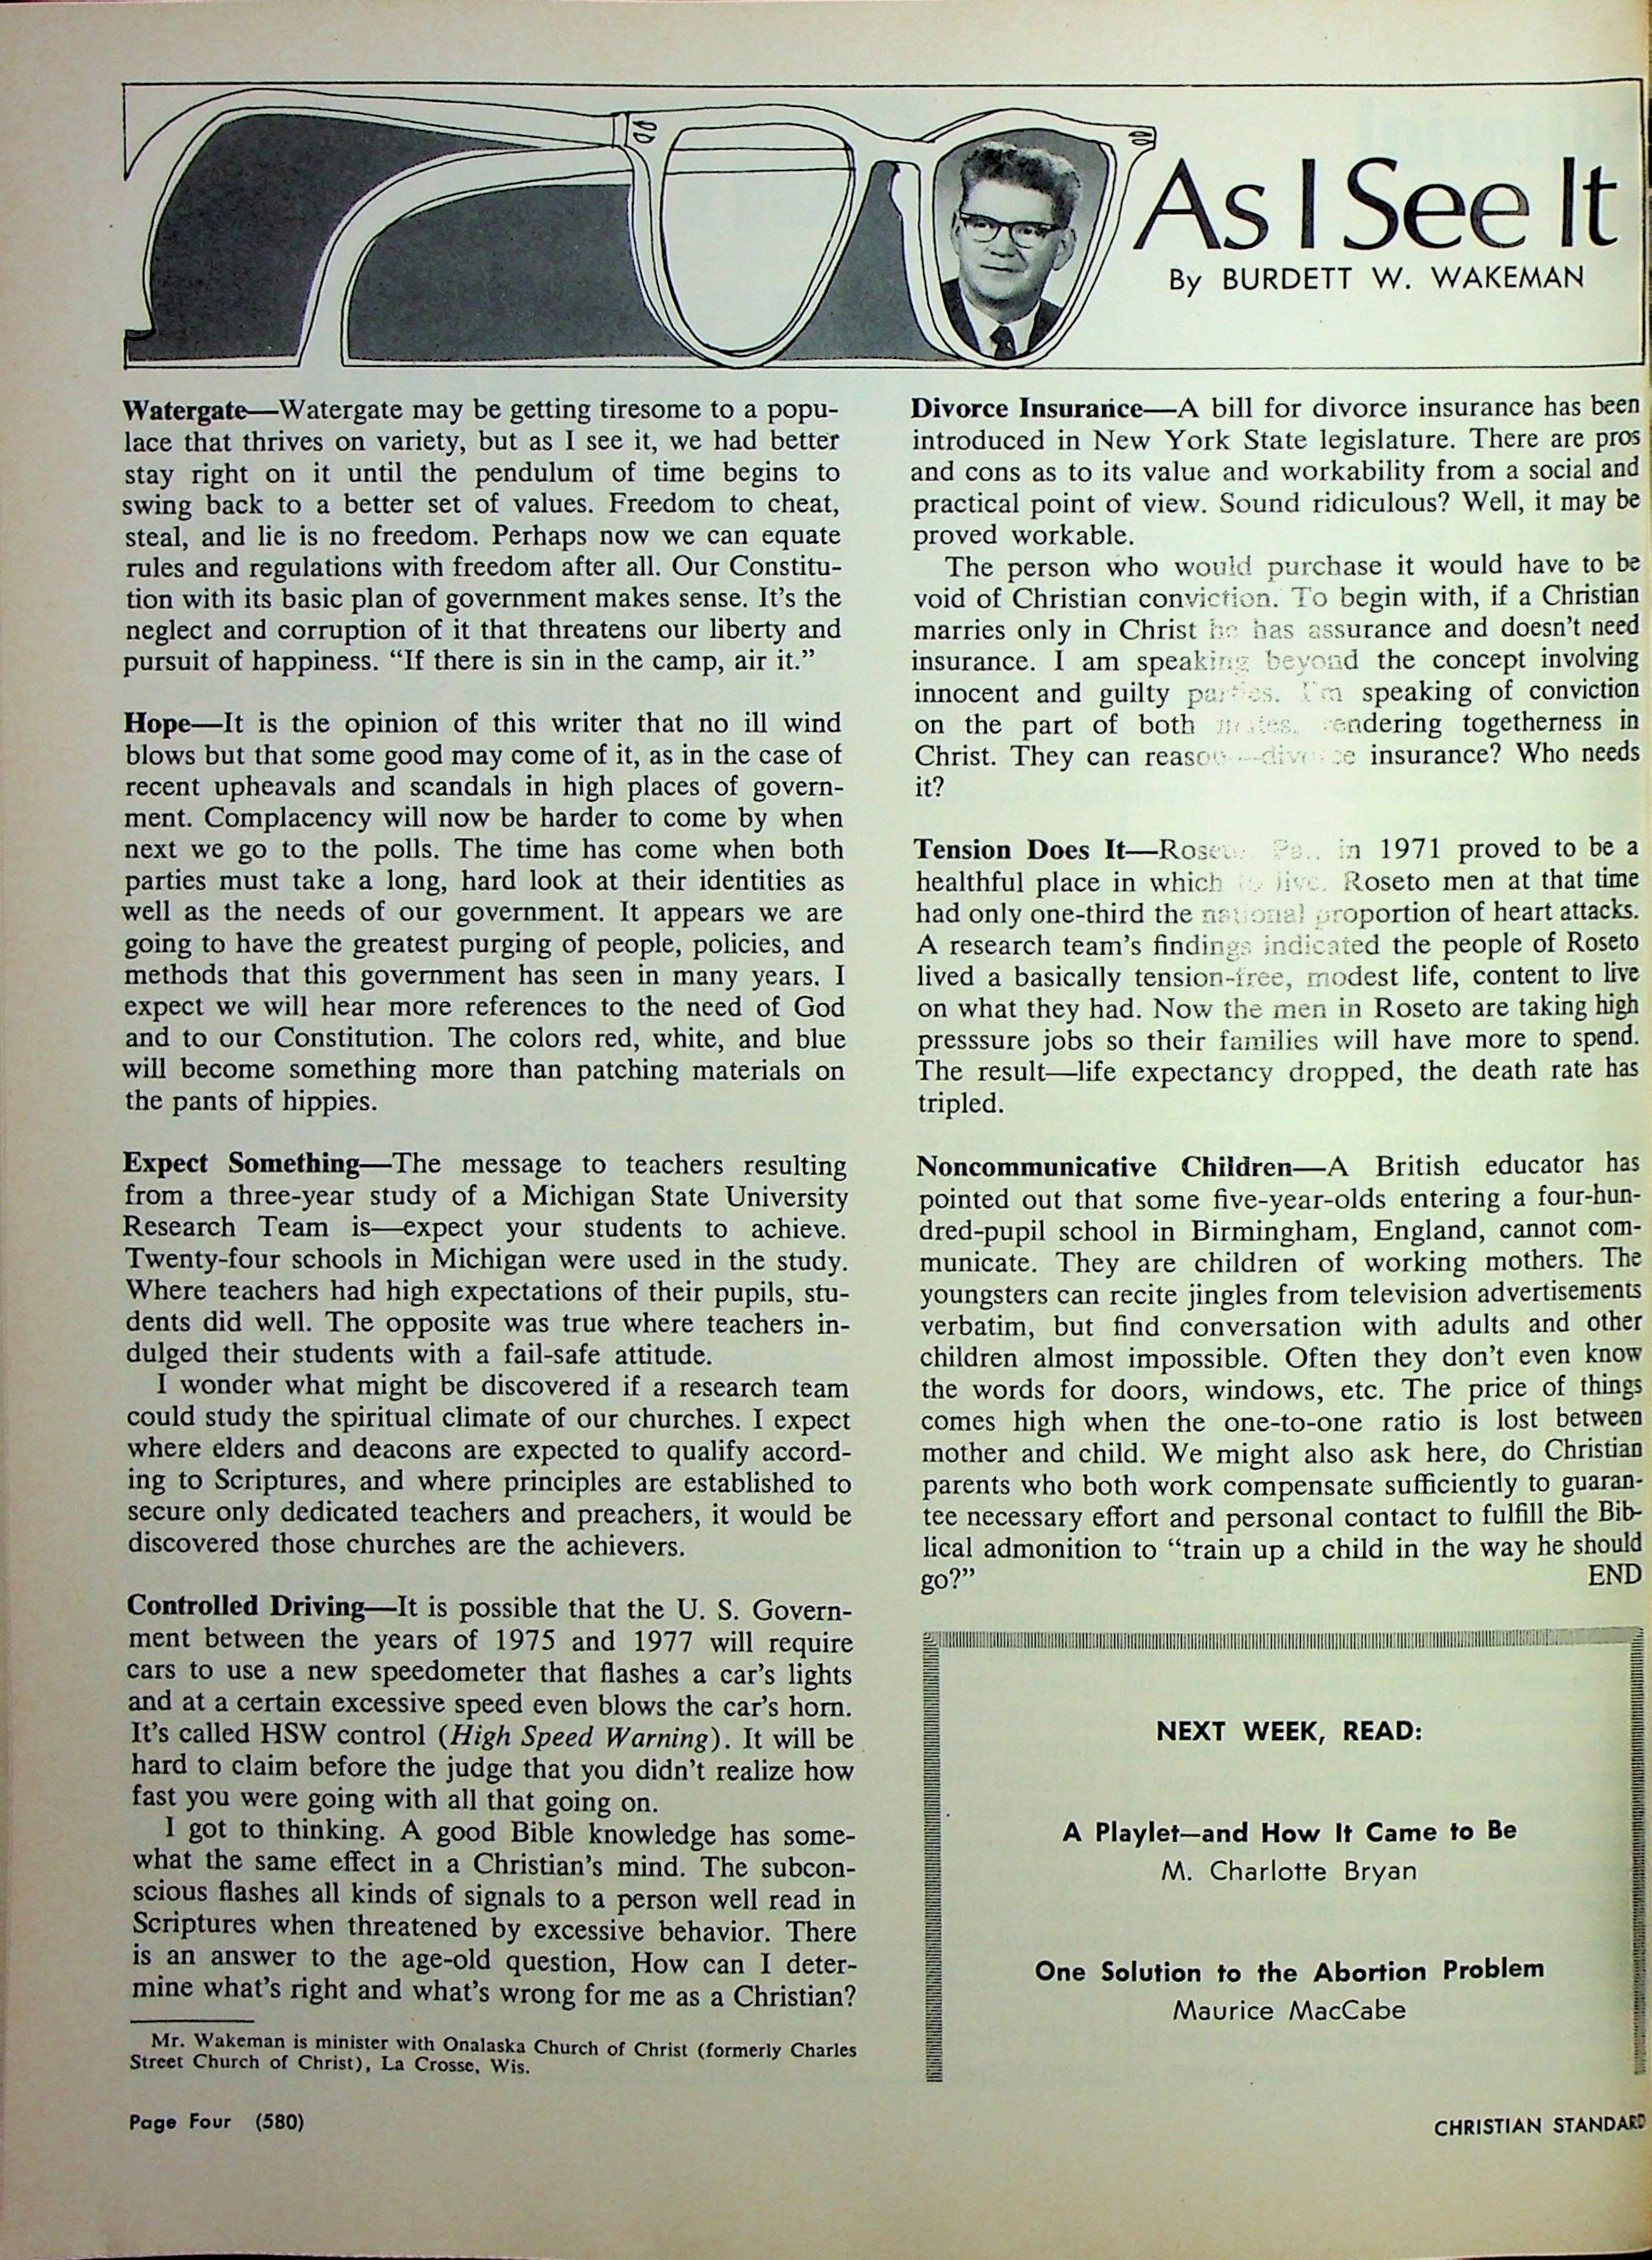 As I See It
By BURDETT W. WAKEMAN
Watergate—Watergate may be getting tiresome to a popu-
lace that thrives on variety, but as I see it, we had better
stay right on it until the pendulum of time begins to
swing back to a better set of values. Freedom to cheat,
steal, and lie is no freedom. Perhaps now we can equate
rules and regulations with freedom after all. Our Constitu-
tion with its basic plan of government makes sense. It's the
neglect and corruption of it that threatens our liberty and
pursuit of happiness. “If there is sin in the camp, air it.”
Hope—It is the opinion of this writer that no ill wind
blows but that some good may come of it, as in the case of
recent upheavals and scandals in high places of govern-
ment. Complacency will now be harder to come by when
next we go to the polls. The time has come when both
parties must take a long, hard look at their identities as
well as the needs of our government. It appears we are
going to have the greatest purging of people, policies, and
methods that this government has seen in many years. I
expect we will hear more references to the need of God
and to our Constitution. The colors red, white, and blue
will become something more than patching materials on
the pants of hippies.
Expect Something—The message to teachers resulting
from a three-year study of a Michigan State University
Research Team is—expect your students to achieve.
Twenty-four schools in Michigan were used in the study.
Where teachers had high expectations of their pupils, stu-
dents did well. The opposite was true where teachers in-
dulged their students with a fail-safe attitude.
I wonder what might be discovered if a research team
could study the spiritual climate of our churches. I expect
where elders and deacons are expected to qualify accord-
ing to Scriptures, and where principles are established to
secure only dedicated teachers and preachers, it would be
discovered those churches are the achievers.
Controlled Driving—It is possible that the U. S. Govern-
ment between the years of 1975 and 1977 will require
cars to use a new speedometer that flashes a car's lights
and at a certain excessive speed even blows the car's horn.
It's called HSW control (High Speed Warning). It will be
hard to claim before the judge that you didn't realize how
fast you were going with all that going on.
I got to thinking. A good Bible knowledge has some-
what the same effect in a Christian's mind. The subcon-
scious flashes all kinds of signals to a person well read in
Scriptures when threatened by excessive behavior. There
is an answer to the age-old question, How can I deter-
mine what's right and what's wrong for me as a Christian?
Mr. Wakeman is minister with Onalaska Church of Christ (formerly Charles
Street Church of Christ), La Crosse, Wis.
Divorce Insurance—A bill for divorce insurance has been
introduced in New York State legislature. There are pros
and cons as to its value and workability from a social and
practical point of view. Sound ridiculous? Well, it may be
proved workable.
The person who would purchase it would have to be
void of Christian conviction. To begin with, if a Christian
marries only in Christ he has assurance and doesn't need
insurance. I am speaking beyond the concept involving
innocent and guilty parties. I'm speaking of conviction
on the part of both rendering togetherness in
Christ. They can reason—divorce insurance? Who needs
it?
Tension Does It—Roseto, Pa., in 1971 proved to be a
healthful place in which to live. Roseto men at that time
had only one-third the national proportion of heart attacks.
A research team's findings indicated the people of Roseto
lived a basically tension-free, modest life, content to live
on what they had. Now the men in Roseto are taking high
presssure jobs so their families will have more to spend.
The result—life expectancy dropped, the death rate has
tripled.
Noncommunicative Children—A British educator has
pointed out that some five-year-olds entering a four-hun-
dred-pupil school in Birmingham, England, cannot com-
municate. They are children of working mothers. The
youngsters can recite jingles from television advertisements
verbatim, but find conversation with adults and other
children almost impossible. Often they don't even know
the words for doors, windows, etc. The price of things
comes high when the one-to-one ratio is lost between
mother and child. We might also ask here, do Christian
parents who both work compensate sufficiently to guaran-
tee necessary effort and personal contact to fulfill the Bib-
lical admonition to “train up a child in the way he should
go?” END
NEXT WEEK, READ:
A Playlet—and How It Came to Be
M. Charlotte Bryan
One Solution to the Abortion Problem
Maurice MacCabe
Page Four (580)
CHRISTIAN STANDARD